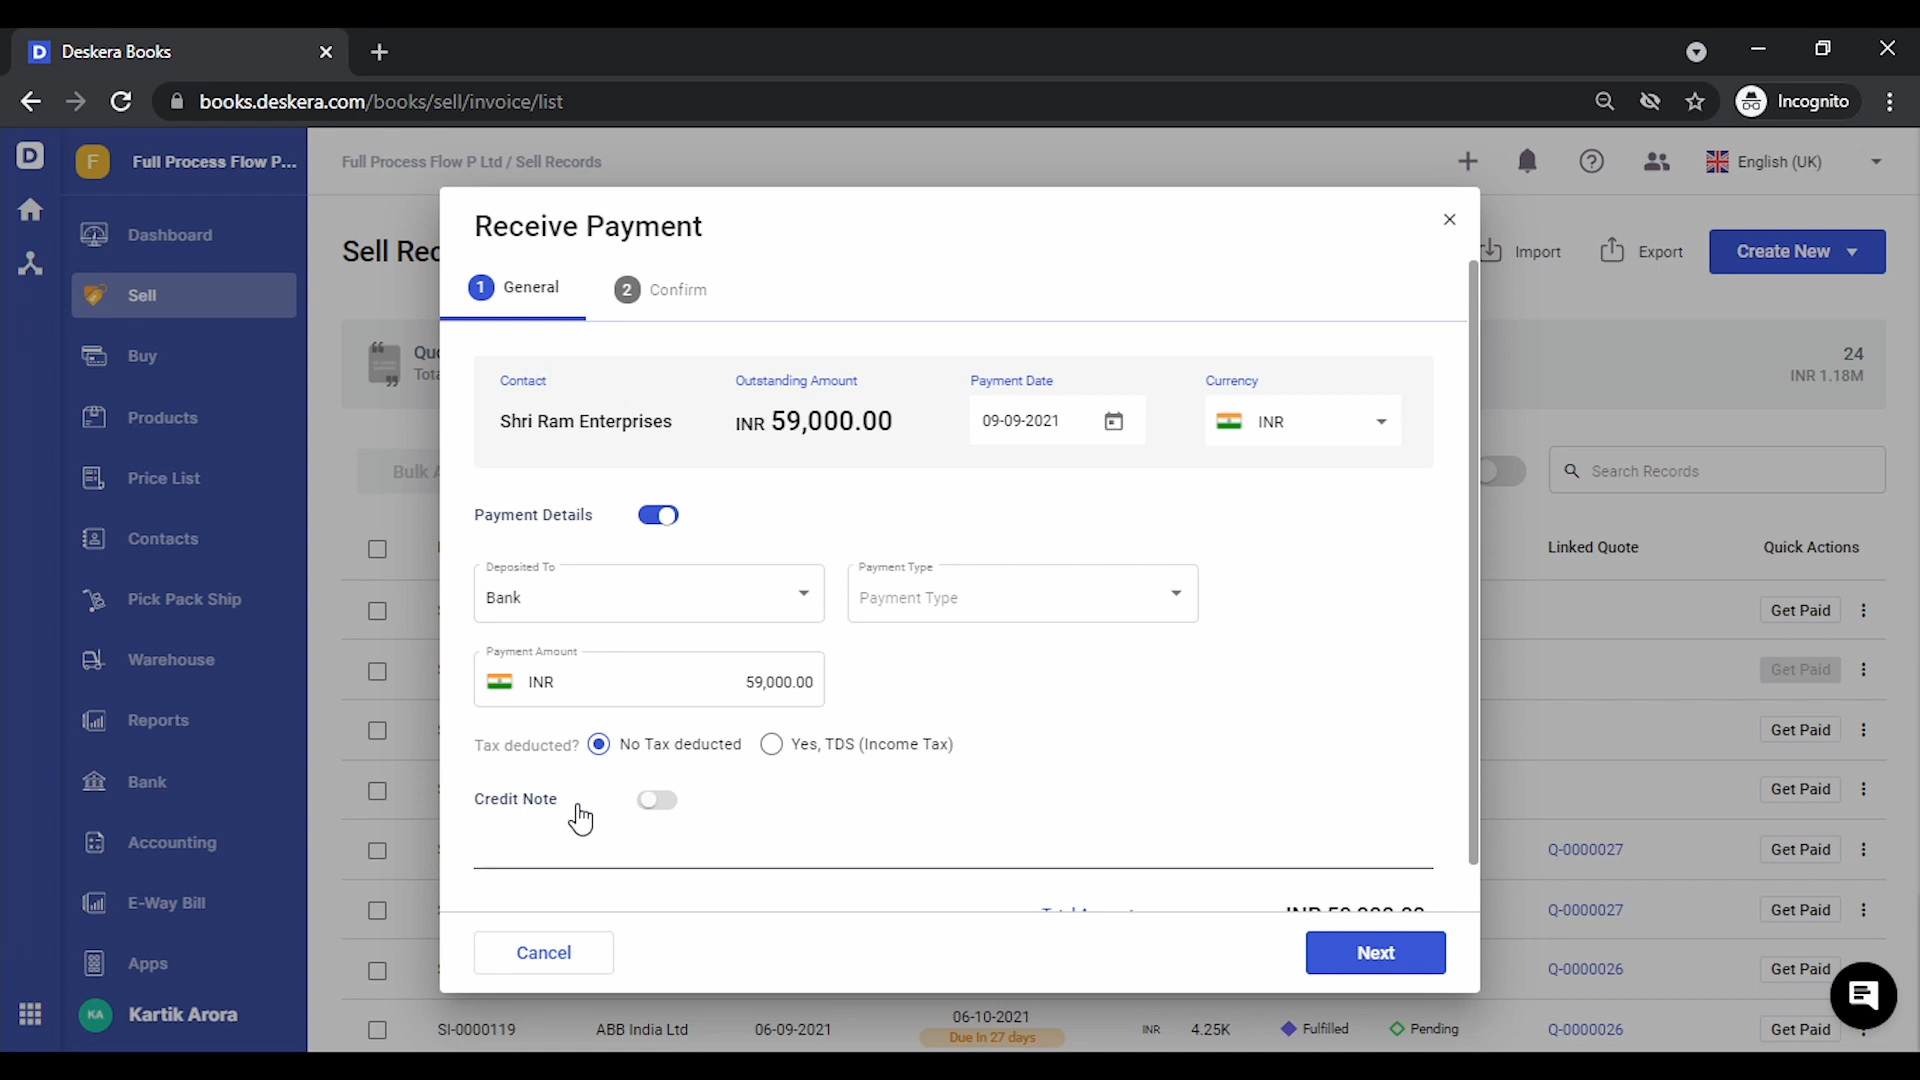 Deskera Books
books.deskera.com/books/sell/invoice/list
Incognito
F
Full Process Flow P...
Full Process Flow P Ltd / Sell Records
English (UK)
Dashboard
Sell
Buy
Products
Price List
Contacts
Pick Pack Ship
Warehouse
Reports
Bank
Accounting
E-Way Bill
Apps
KA
Kartik Arora
Import
Export
Create New
24
INR 1.18M
Search Records
Receive Payment
1 General
2 Confirm
Contact
Outstanding Amount
Payment Date
Currency
Shri Ram Enterprises
INR 59,000.00
09-09-2021
INR
Payment Details
Deposited To
Bank
Payment Type
Payment Type
Payment Amount
INR
59,000.00
Tax deducted?
No Tax deducted
Yes, TDS (Income Tax)
Credit Note
Cancel
Next
Linked Quote
Quick Actions
Get Paid
Get Paid
Get Paid
Get Paid
Q-0000027
Get Paid
Q-0000027
Get Paid
Q-0000026
Get Paid
SI-0000119
ABB India Ltd
06-09-2021
06-10-2021
Due In 27 days
INR
4.25K
Fulfilled
Pending
Q-0000026
Get Paid